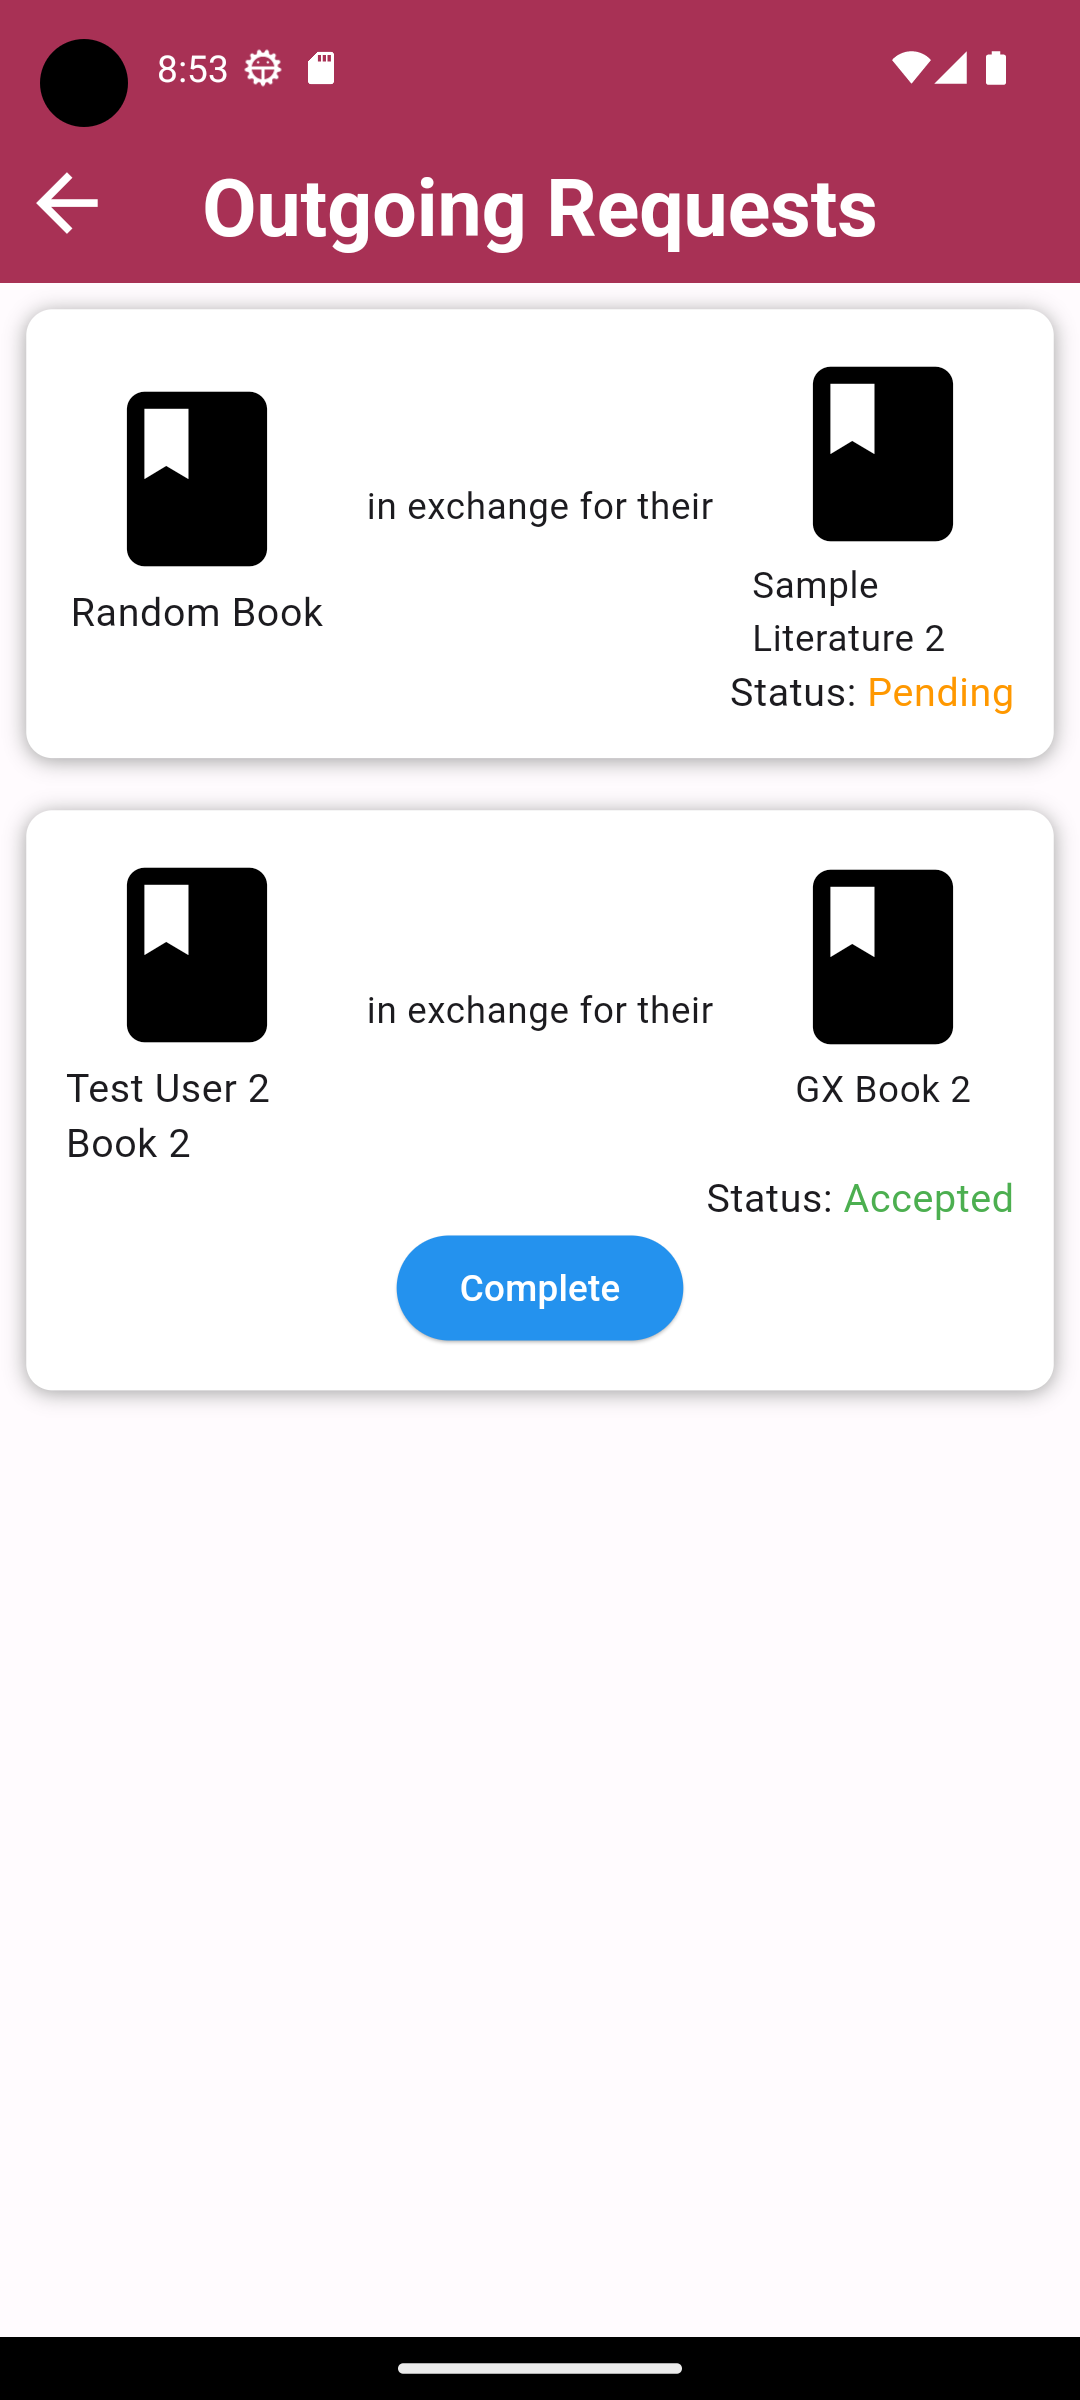 8:53
Outgoing Requests
Random Book
in exchange for their
Sample
Literature 2
Status: Pending
Test User 2
Book 2
in exchange for their
GX Book 2
Status: Accepted
Complete